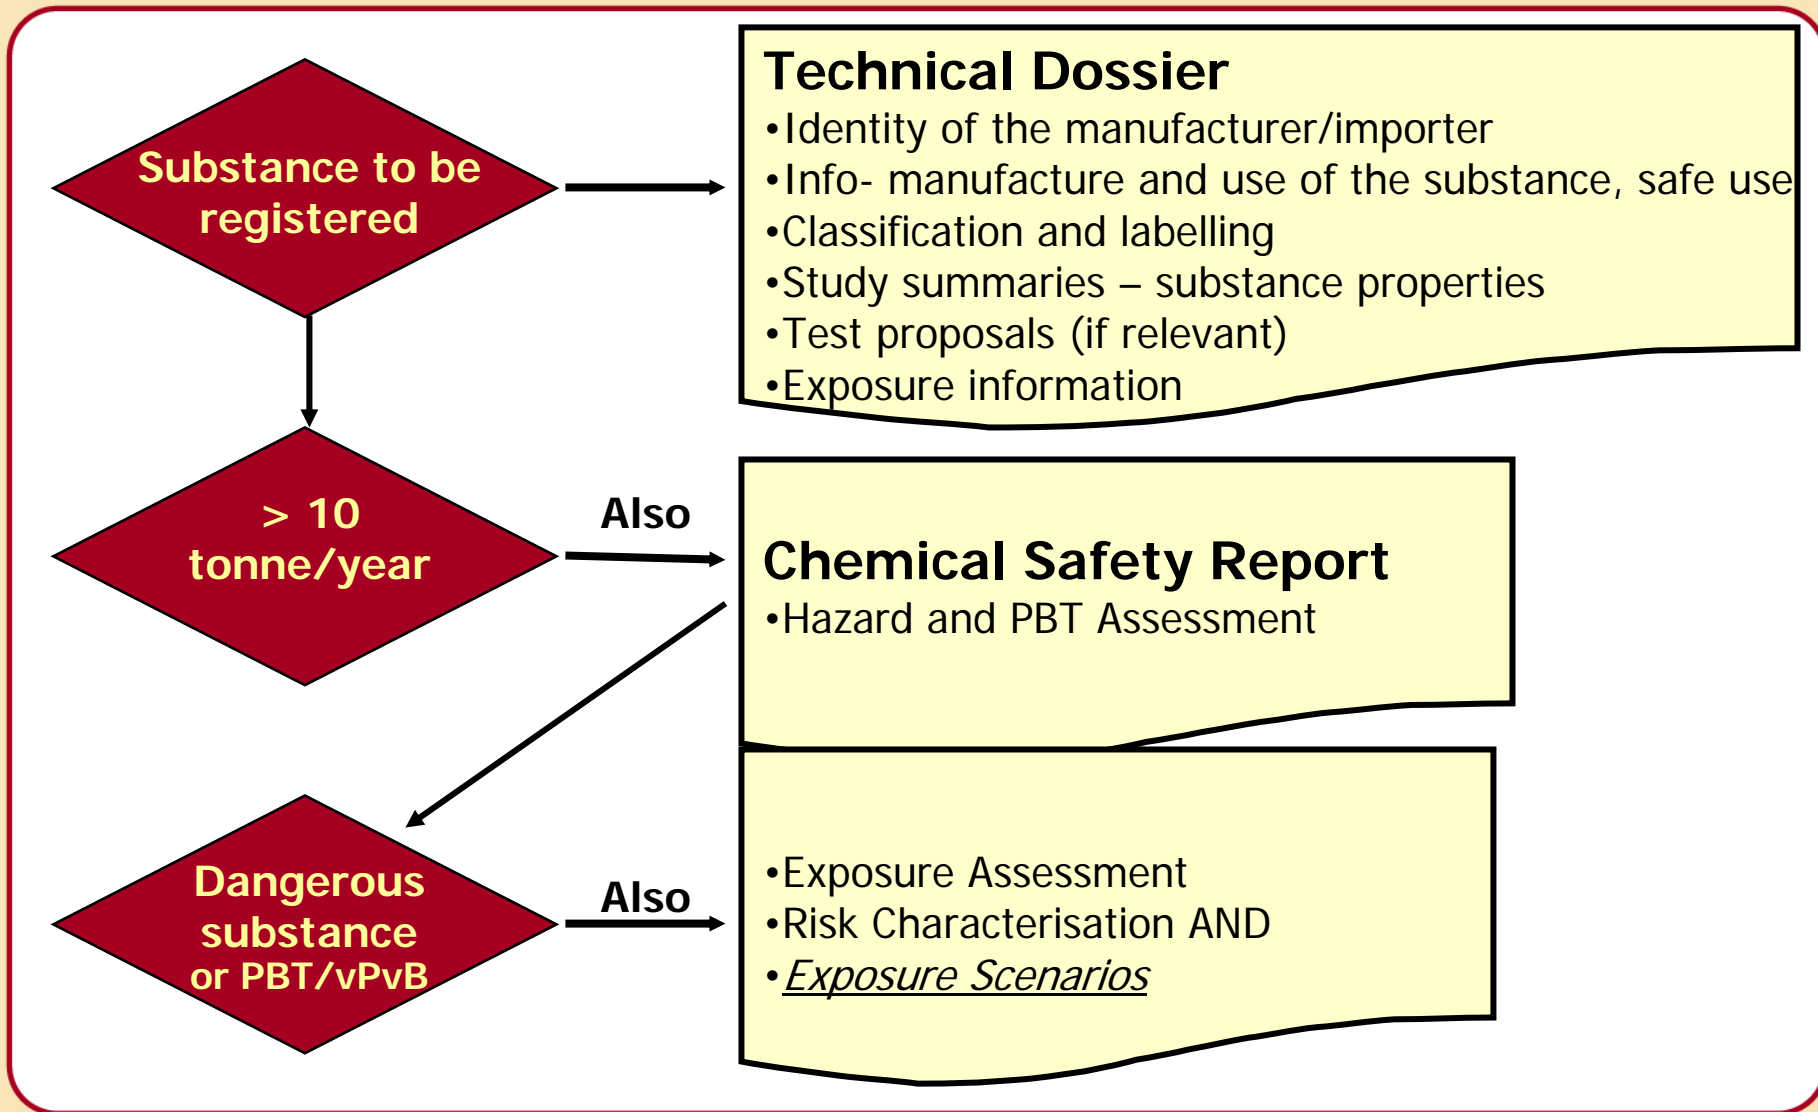 Substance to be
registered
Technical Dossier
•Identity of the manufacturer/importer
•Info- manufacture and use of the substance, safe use
•Classification and labelling
•Study summaries – substance properties
•Test proposals (if relevant)
•Exposure information
> 10
tonne/year
Also
Chemical Safety Report
•Hazard and PBT Assessment
Dangerous
substance
or PBT/vPvB
Also
•Exposure Assessment
•Risk Characterisation AND
•Exposure Scenarios